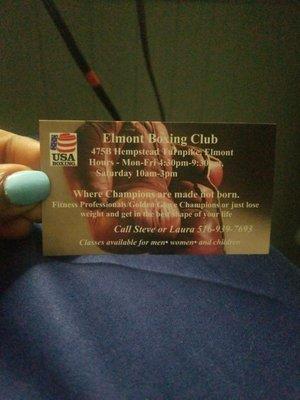 Elmont Boxing Club
475B Hempstead Turnpike, Elmont
Hours - Mon-Fri 4:30pm-9:30pm,
Saturday 10am-3pm
USA
BOXING
Where Champions are made not born.
Fitness Professionals/Golden Glove Champions or just lose
weight and get in the best shape of your life
Call Steve or Laura 516-939-7693
Classes available for men• women• and children